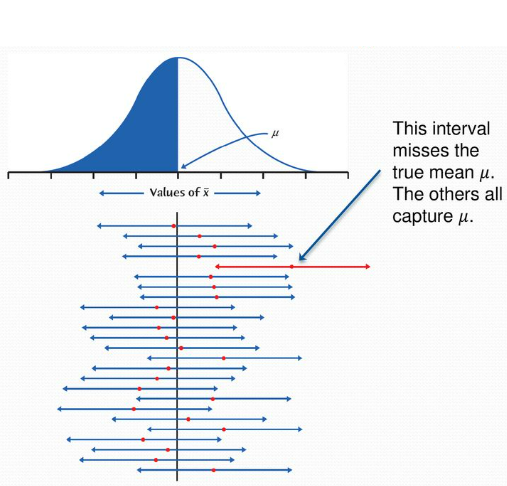 μ
Values of x̄
This interval
misses the
true mean μ.
The others all
capture μ.